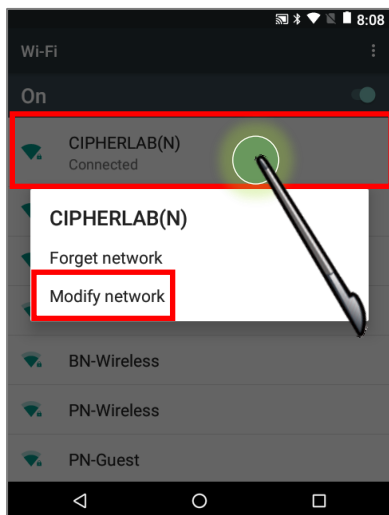 8:08
Wi-Fi
On
CIPHERLAB(N)
Connected
CIPHERLAB(N)
Forget network
Modify network
BN-Wireless
PN-Wireless
PN-Guest